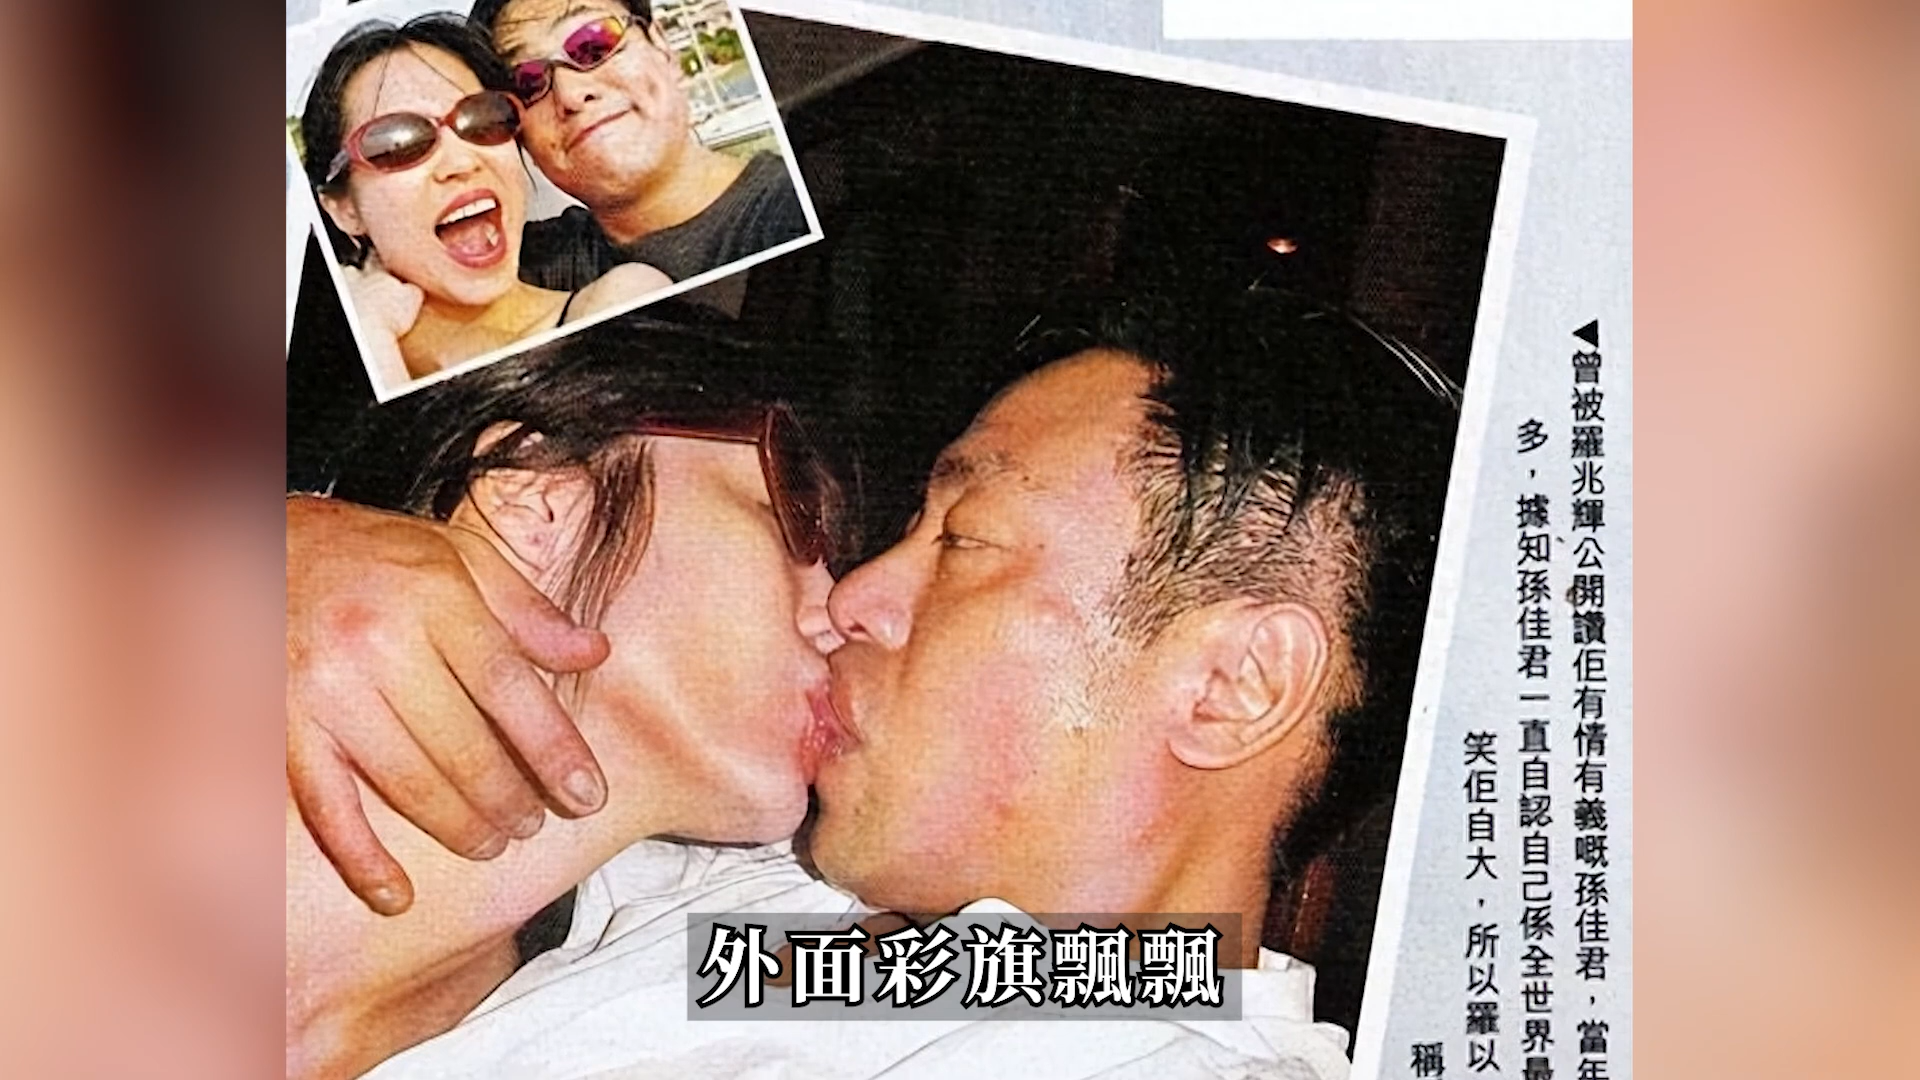 ◀曾被羅兆輝公開讚佢有情有義嘅孫佳君，當年
多，據知孫佳君一直自認自己係全世界最
笑佢自大，所以羅以
稱
外面彩旗飄飄